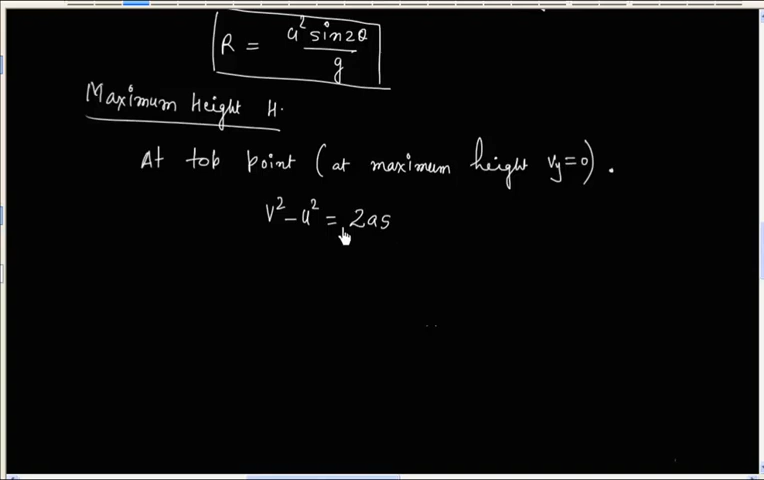 R = u² sin2θ / g
Maximum height H.
At top point (at maximum height vy=0).
v² - u² = 2as